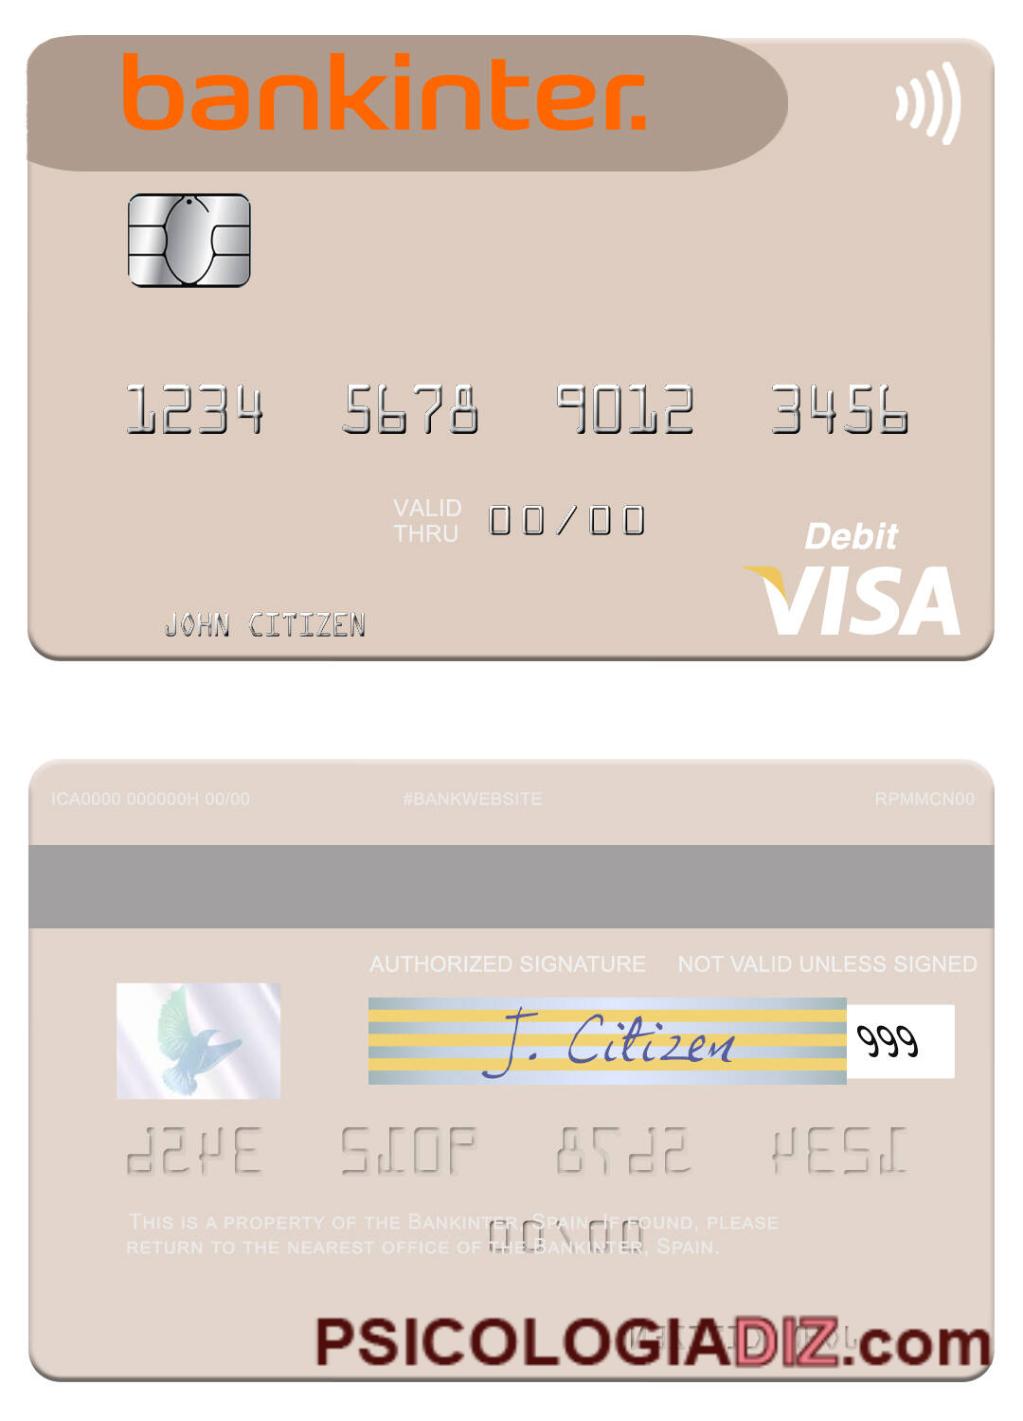 bankinter.
1234 5678 9012 3456
VALID
THRU 00/00
Debit
VISA
JOHN CITIZEN
ICA0000 000000H 00/00 #BANKWEBSITE RPMMCN00
AUTHORIZED SIGNATURE NOT VALID UNLESS SIGNED
J. Citizen 999
THIS IS A PROPERTY OF THE BANKINTER, SPAIN. IF FOUND, PLEASE
RETURN TO THE NEAREST OFFICE OF THE BANKINTER, SPAIN.
PSICOLOGIADIZ.com